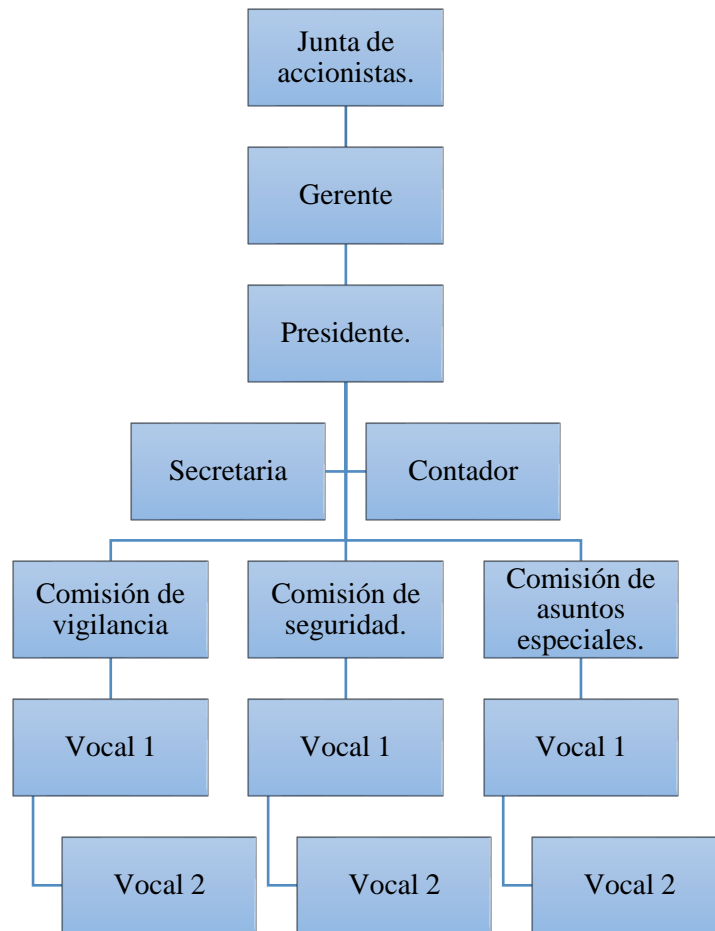 Junta de
accionistas.
Gerente
Presidente.
Secretaria
Contador
Comisión de
vigilancia
Comisión de
seguridad.
Comisión de
asuntos
especiales.
Vocal 1
Vocal 1
Vocal 1
Vocal 2
Vocal 2
Vocal 2